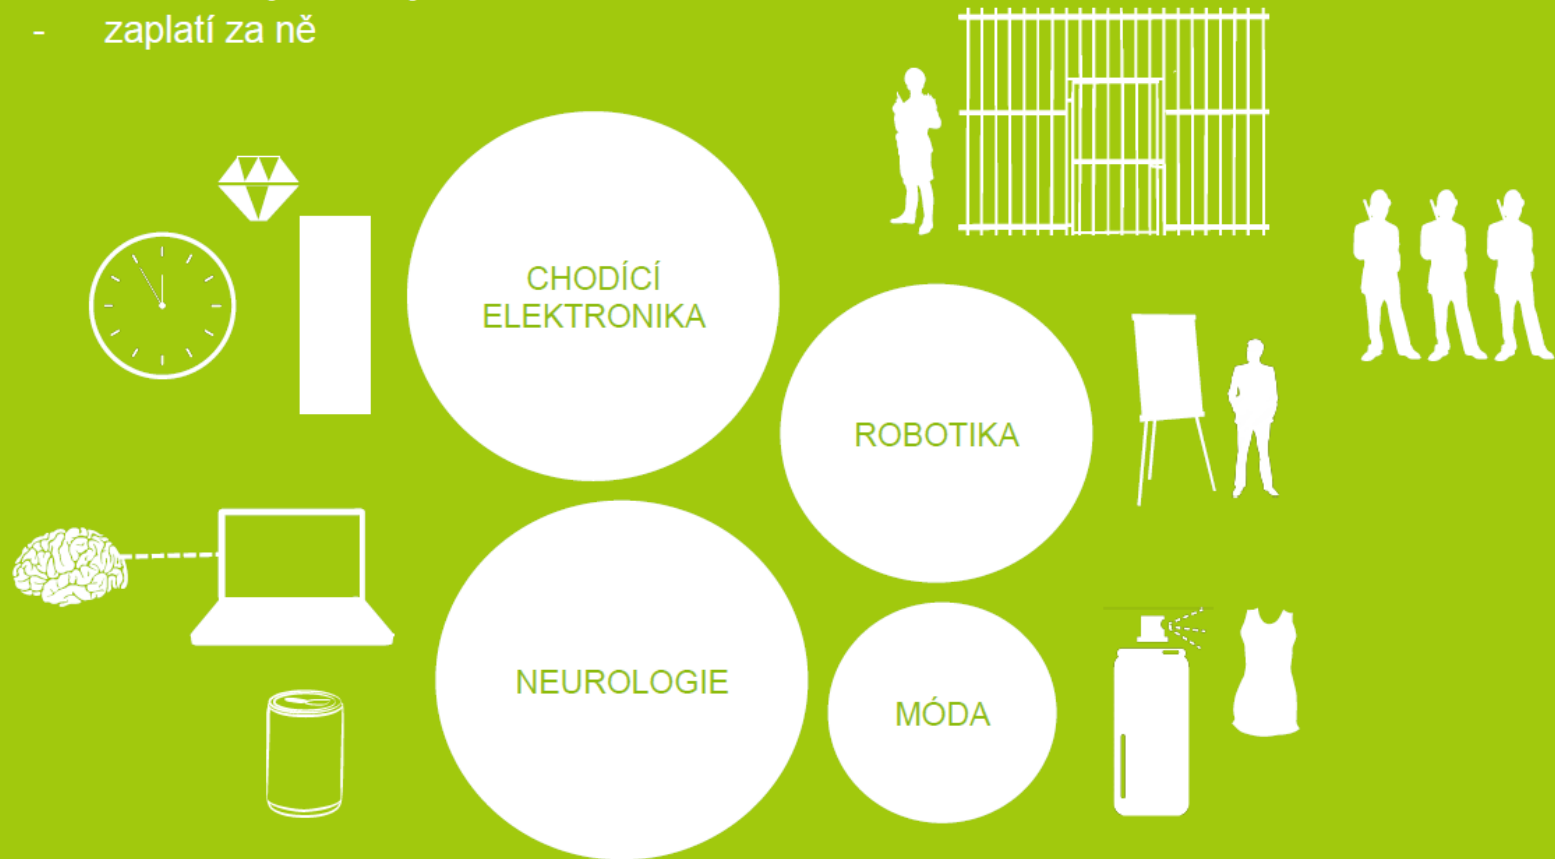 - zaplatí za ně
CHODÍCÍ
ELEKTRONIKA
ROBOTIKA
NEUROLOGIE
MÓDA